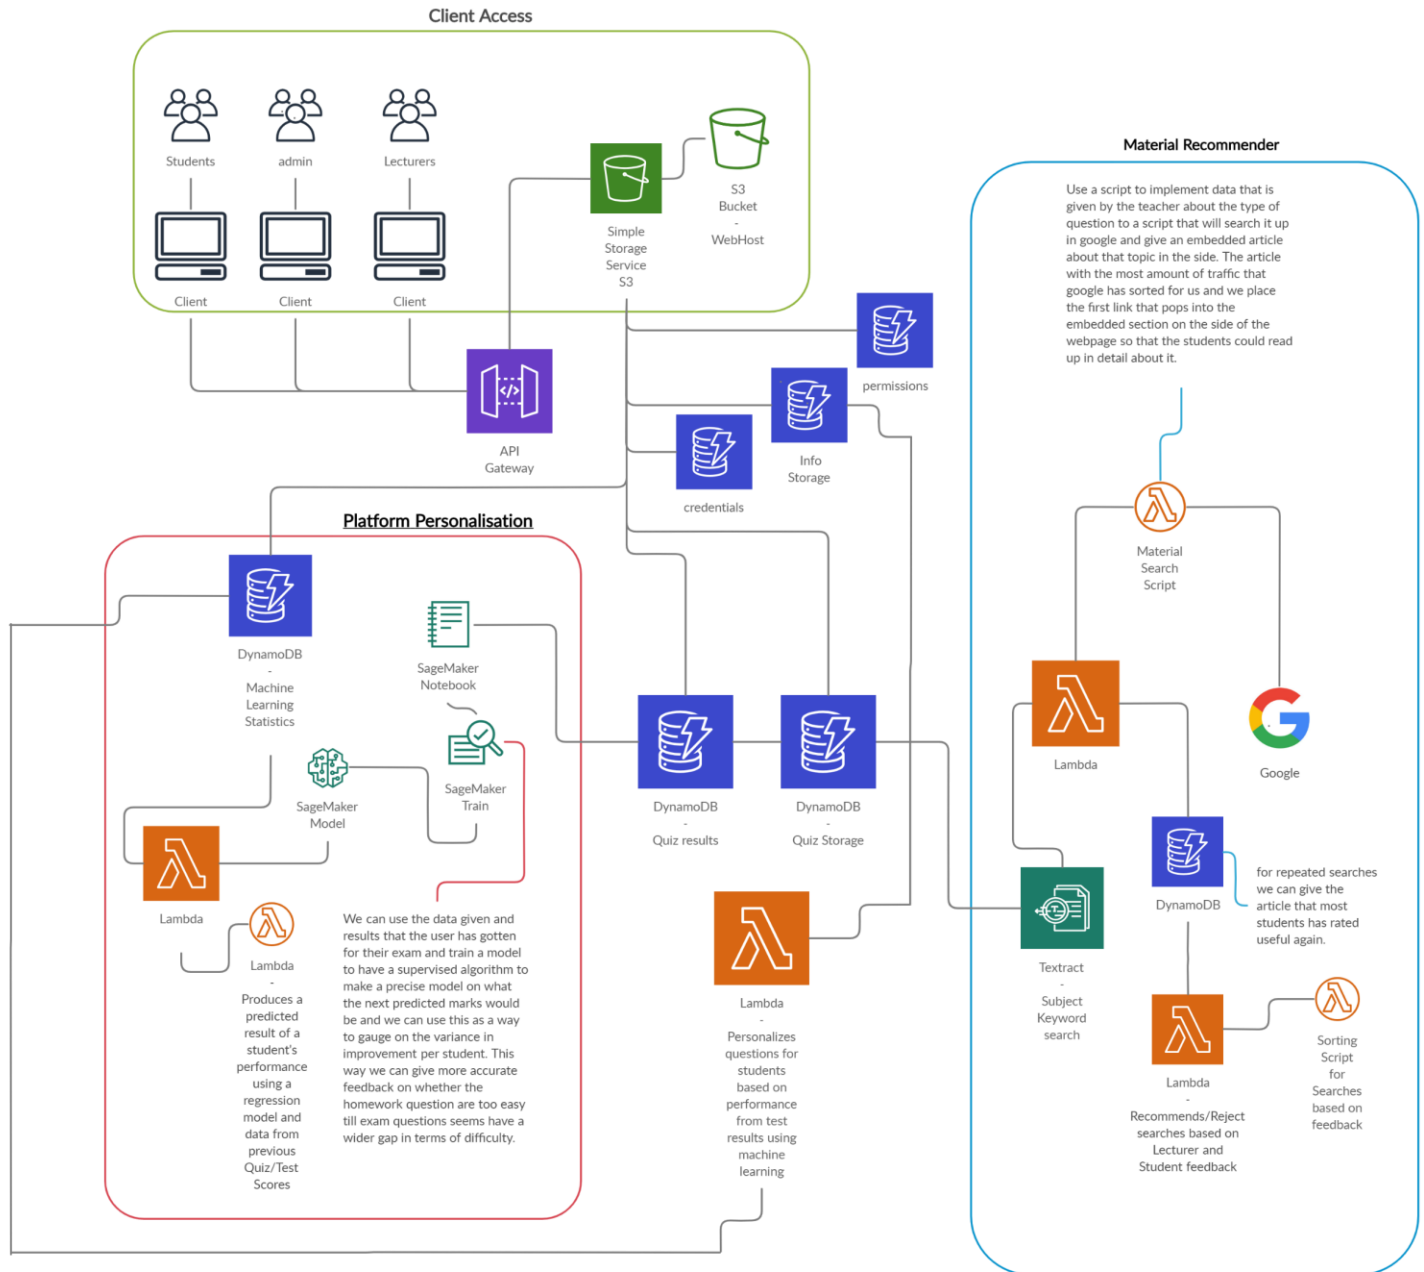 Client Access
Students
admin
Lecturers
Client
Client
Client
Simple
Storage
Service
S3
S3
Bucket
-
WebHost
API
Gateway
permissions
Info
Storage
credentials
Platform Personalisation
DynamoDB
-
Machine
Learning
Statistics
SageMaker
Notebook
SageMaker
Train
SageMaker
Model
Lambda
Lambda
-
Produces a
predicted
result of a
student's
performance
using a
regression
model and
data from
previous
Quiz/Test
Scores
We can use the data given and
results that the user has gotten
for their exam and train a model
to have a supervised algorithm to
make a precise model on what
the next predicted marks would
be and we can use this as a way
to gauge on the variance in
improvement per student. This
way we can give more accurate
feedback on whether the
homework question are too easy
till exam questions seems have a
wider gap in terms of difficulty.
DynamoDB
-
Quiz results
DynamoDB
-
Quiz Storage
Lambda
-
Personalizes
questions for
students
based on
performance
from test
results using
machine
learning
Material Recommender
Use a script to implement data that is
given by the teacher about the type of
question to a script that will search it up
in google and give an embedded article
about that topic in the side. The article
with the most amount of traffic that
google has sorted for us and we place
the first link that pops into the
embedded section on the side of the
webpage so that the students could read
up in detail about it.
Material
Search
Script
Lambda
Google
DynamoDB
for repeated searches
we can give the
article that most
students has rated
useful again.
Textract
-
Subject
Keyword
search
Lambda
-
Recommends/Reject
searches based on
Lecturer and
Student feedback
Sorting
Script
for
Searches
based on
feedback